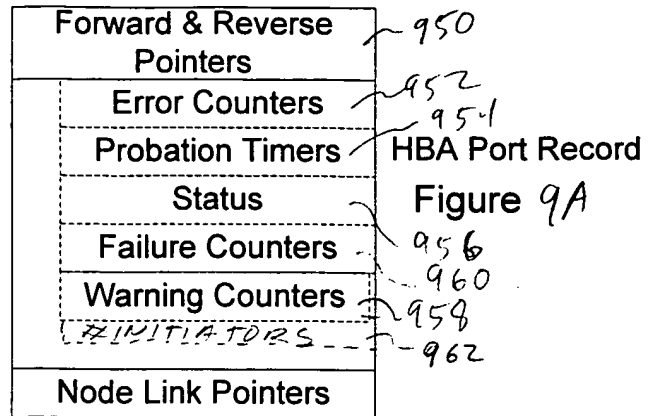 Forward & Reverse Pointers 950
Error Counters 952
Probation Timers 954 HBA Port Record
Status Figure 9A
Failure Counters 956
960
Warning Counters 958
#INITIATORS 962
Node Link Pointers